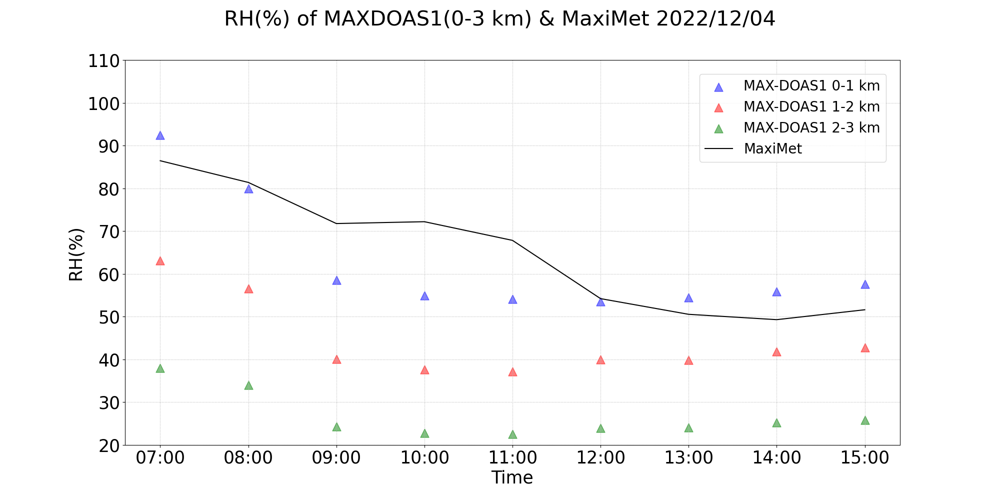 RH(%) of MAXDOAS1(0-3 km) & MaxiMet 2022/12/04
110
100
90
80
70
60
50
40
30
20
RH(%)
MAX-DOAS1 0-1 km
MAX-DOAS1 1-2 km
MAX-DOAS1 2-3 km
MaxiMet
07:00 08:00 09:00 10:00 11:00 12:00 13:00 14:00 15:00
Time